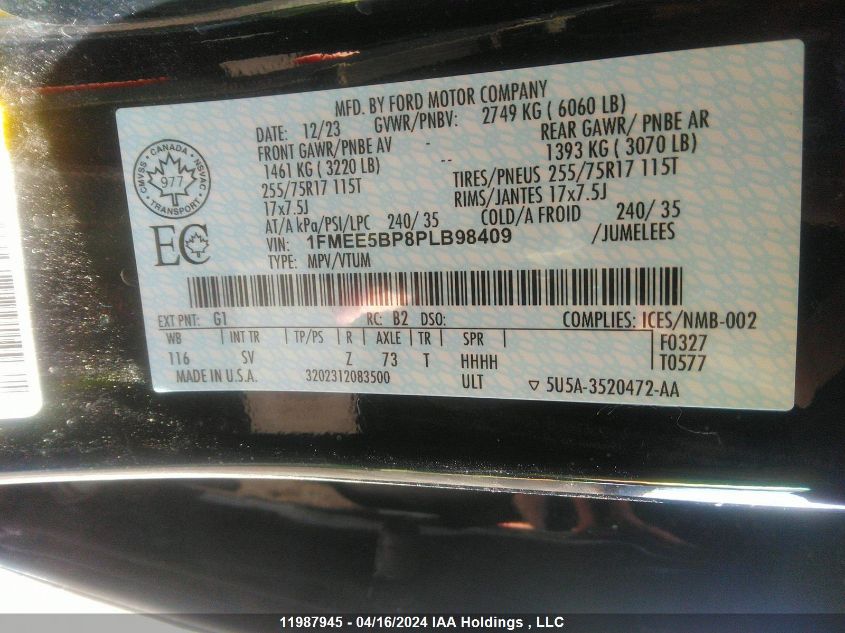 MFD. BY FORD MOTOR COMPANY
DATE: 12/23 GVWR/PNBV: 2749 KG ( 6060 LB)
FRONT GAWR/PNBE AV - REAR GAWR/ PNBE AR
1461 KG ( 3220 LB) -- 1393 KG ( 3070 LB)
255/75R17 115T TIRES/PNEUS 255/75R17 115T
17x7.5J RIMS/JANTES 17x7.5J
AT/A kPa/PSI/LPC 240/ 35 COLD/A FROID 240/ 35
VIN: 1FMEE5BP8PLB98409 /JUMELEES
TYPE: MPV/VTUM
CANADA
CMVSS NSVAC
977
TRANSPORT
EC
EXT PNT: G1 RC: B2 DSO: COMPLIES: ICES/NMB-002
WB INT TR TP/PS R AXLE TR SPR F0327
116 SV Z 73 T HHHH T0577
MADE IN U.S.A. 3202312083500 ULT ▽ 5U5A-3520472-AA
11987945 - 04/16/2024 IAA Holdings , LLC